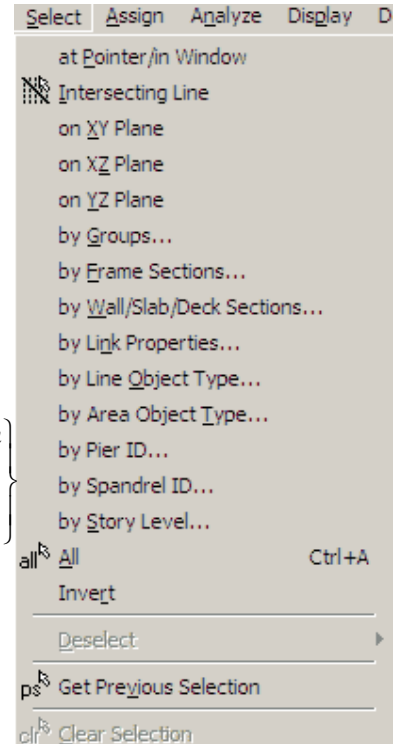 Select Assign Analyze Display D
at Pointer/in Window
Intersecting Line
on XY Plane
on XZ Plane
on YZ Plane
by Groups...
by Frame Sections...
by Wall/Slab/Deck Sections...
by Link Properties...
by Line Object Type...
by Area Object Type...
by Pier ID...
by Spandrel ID...
by Story Level...
all All Ctrl+A
Invert
Deselect
ps Get Previous Selection
clr Clear Selection